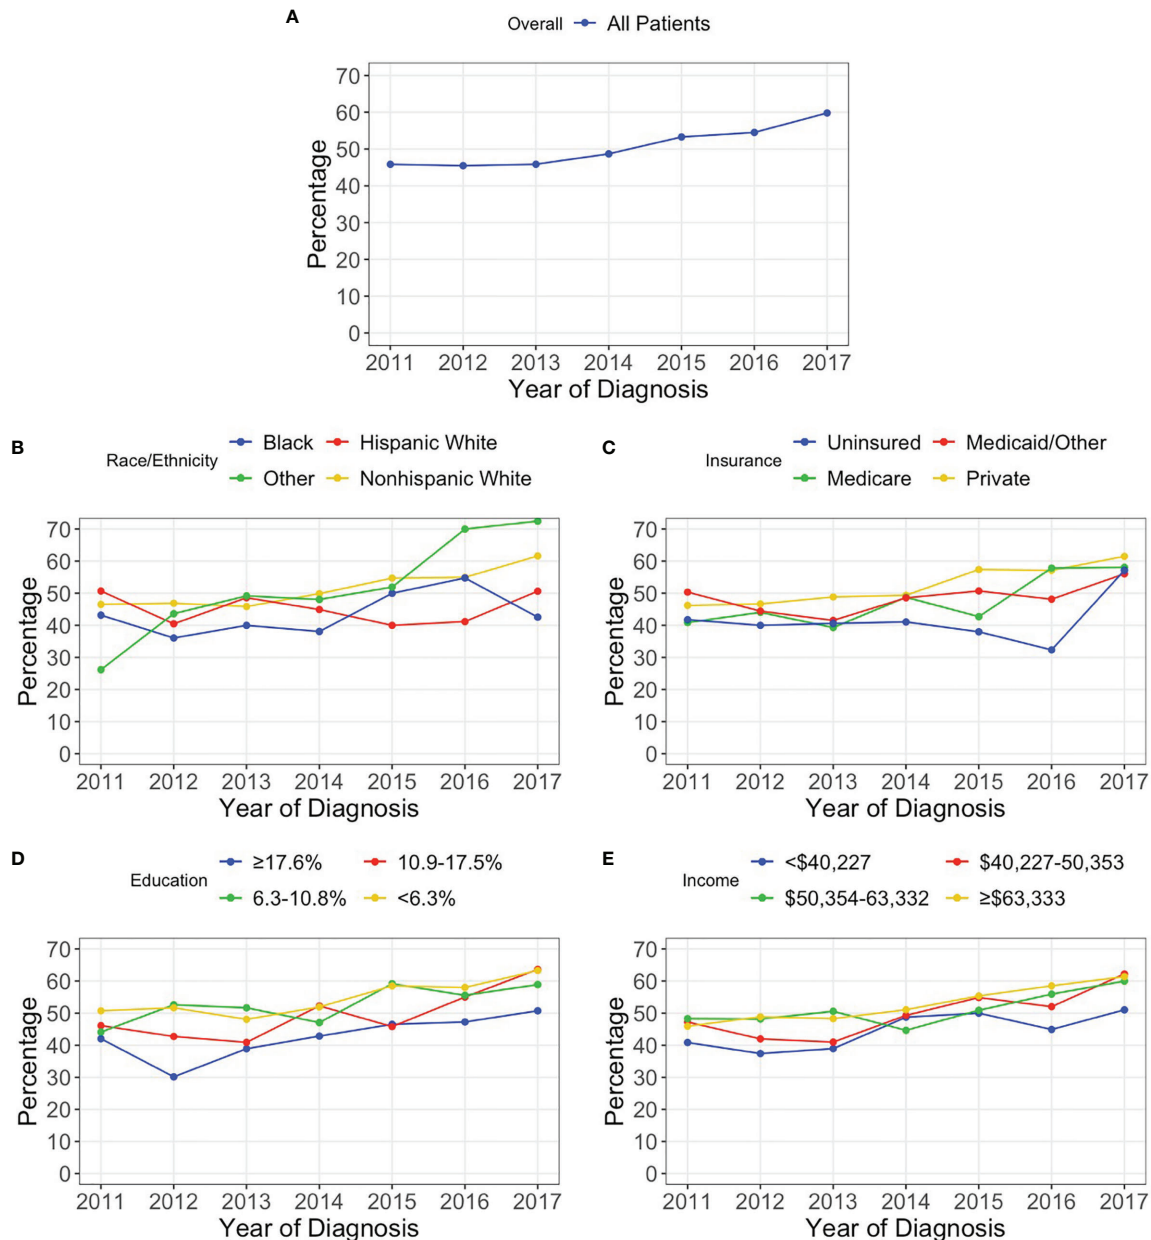 A
Overall All Patients
70
60
50
40
30
20
10
0
Percentage
2011 2012 2013 2014 2015 2016 2017
Year of Diagnosis
B
Race/Ethnicity
Black Hispanic White
Other Nonhispanic White
70
60
50
40
30
20
10
0
Percentage
2011 2012 2013 2014 2015 2016 2017
Year of Diagnosis
C
Insurance
Uninsured Medicaid/Other
Medicare Private
70
60
50
40
30
20
10
0
Percentage
2011 2012 2013 2014 2015 2016 2017
Year of Diagnosis
D
Education
≥17.6% 10.9-17.5%
6.3-10.8% <6.3%
70
60
50
40
30
20
10
0
Percentage
2011 2012 2013 2014 2015 2016 2017
Year of Diagnosis
E
Income
<$40,227 $40,227-50,353
$50,354-63,332 ≥$63,333
70
60
50
40
30
20
10
0
Percentage
2011 2012 2013 2014 2015 2016 2017
Year of Diagnosis